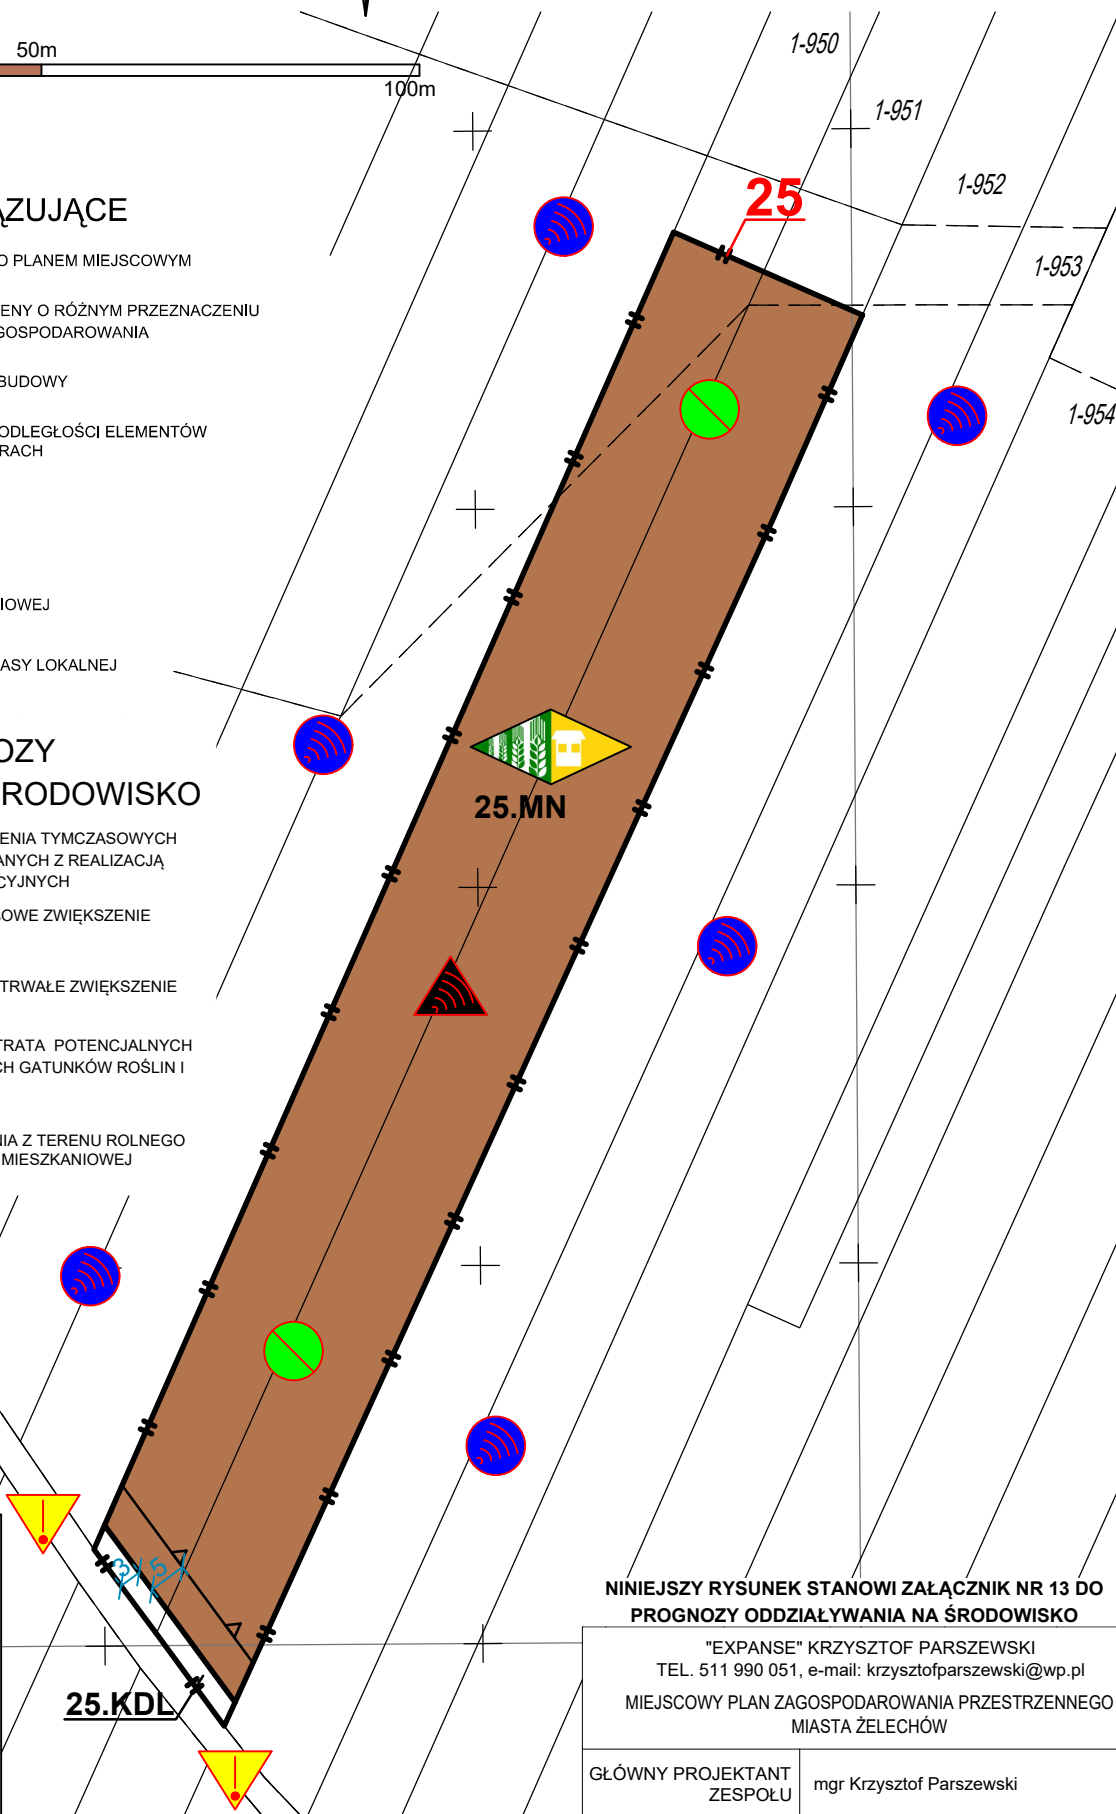 50m
100m
1-950
1-951
1-952
1-953
1-954
25
ĄZUJĄCE
O PLANEM MIEJSCOWYM
ENY O RÓŻNYM PRZEZNACZENIU
GOSPODAROWANIA
BUDOWY
ODLEGŁOŚCI ELEMENTÓW
RACH
IOWEJ
ASY LOKALNEJ
OZY
ŚRODOWISKO
ENIA TYMCZASOWYCH
ANYCH Z REALIZACJĄ
CYJNYCH
OWE ZWIĘKSZENIE
TRWAŁE ZWIĘKSZENIE
TRATA POTENCJALNYCH
CH GATUNKÓW ROŚLIN I
NIA Z TERENU ROLNEGO
MIESZKANIOWEJ
25.MN
3
5
25.KDL
NINIEJSZY RYSUNEK STANOWI ZAŁĄCZNIK NR 13 DO
PROGNOZY ODDZIAŁYWANIA NA ŚRODOWISKO
"EXPANSE" KRZYSZTOF PARSZEWSKI
TEL. 511 990 051, e-mail: krzysztofparszewski@wp.pl
MIEJSCOWY PLAN ZAGOSPODAROWANIA PRZESTRZENNEGO
MIASTA ŻELECHÓW
GŁÓWNY PROJEKTANT
ZESPOŁU
mgr Krzysztof Parszewski